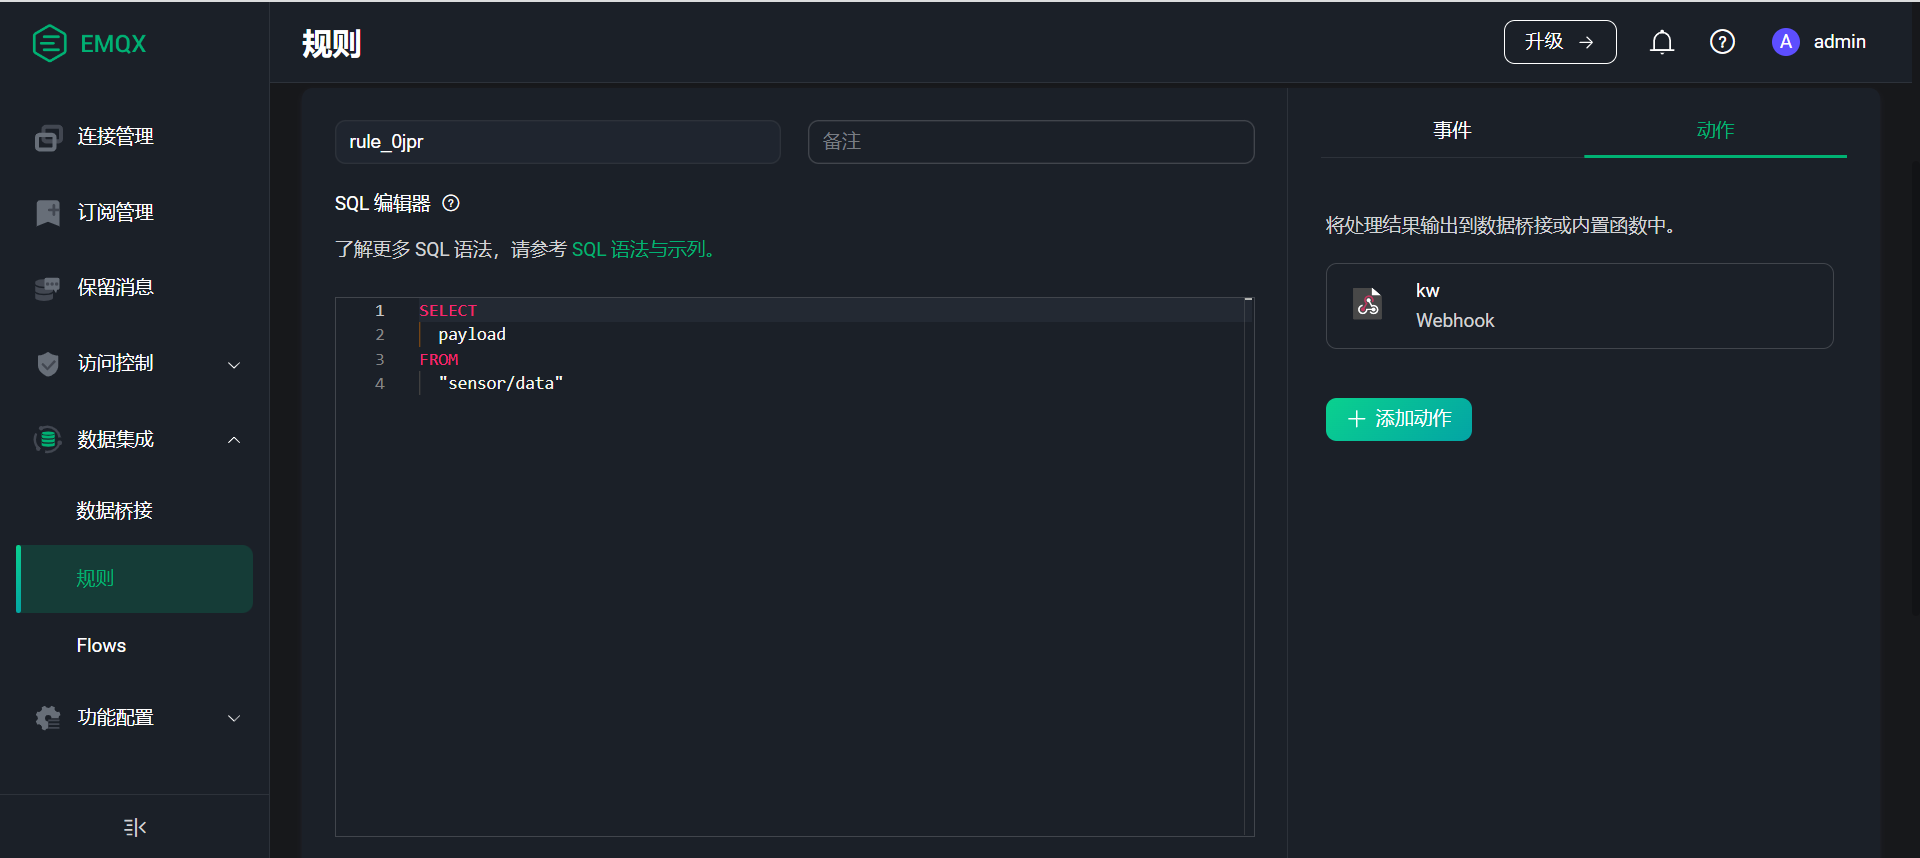 EMQX
规则
升级
A
admin
连接管理
订阅管理
保留消息
访问控制
数据集成
数据桥接
规则
Flows
功能配置
rule_0jpr
备注
SQL 编辑器
了解更多 SQL 语法，请参考 SQL 语法与示列。
1 SELECT
2 payload
3 FROM
4 "sensor/data"
事件
动作
将处理结果输出到数据桥接或内置函数中。
kw
Webhook
添加动作